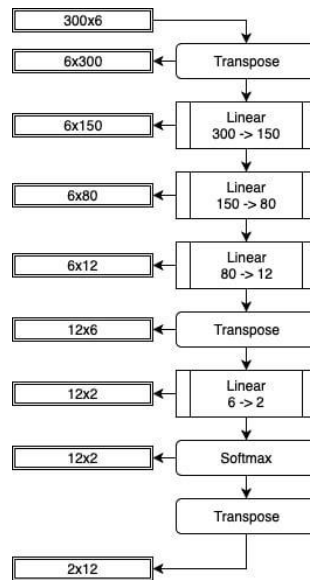 300x6
Transpose
6x300
Linear
300 -> 150
6x150
Linear
150 -> 80
6x80
Linear
80 -> 12
6x12
Transpose
12x6
Linear
6 -> 2
12x2
Softmax
12x2
Transpose
2x12